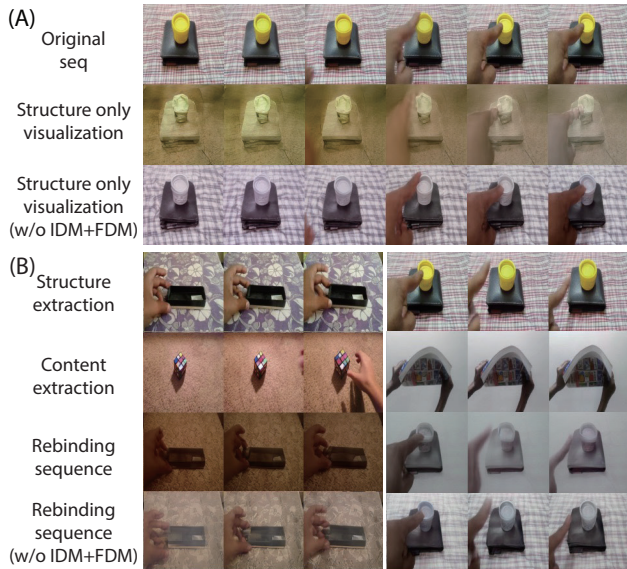 (A)
Original
seq
Structure only
visualization
Structure only
visualization
(w/o IDM+FDM)
(B)
Structure
extraction
Content
extraction
Rebinding
sequence
Rebinding
sequence
(w/o IDM+FDM)